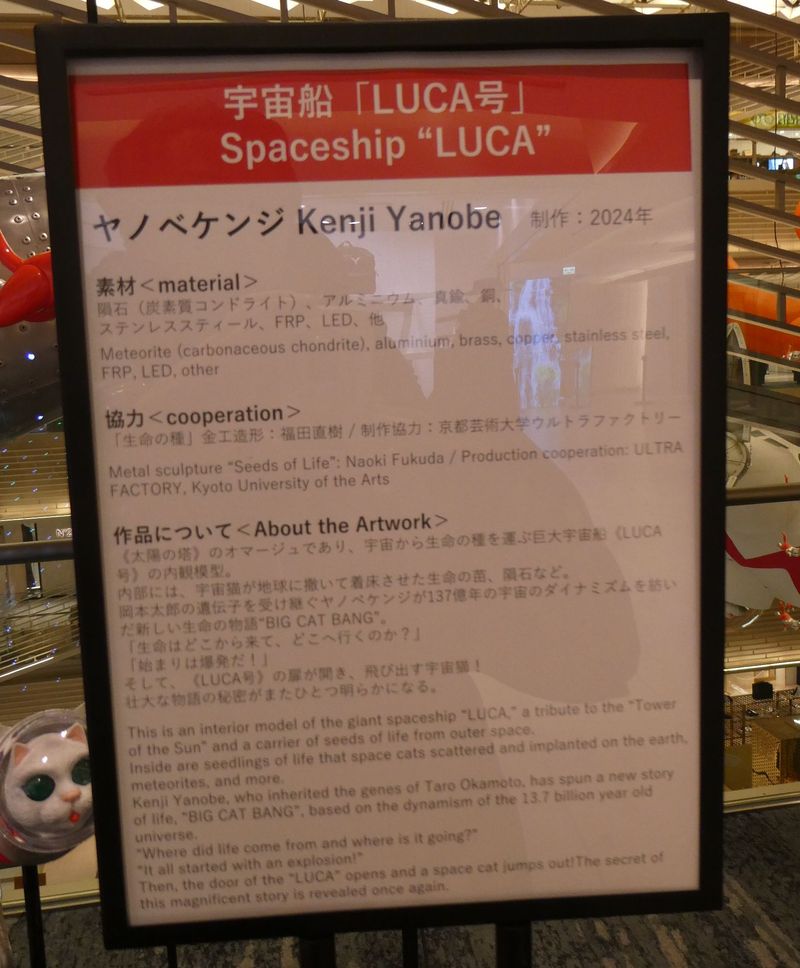 宇宙船「LUCA号」
Spaceship “LUCA”
ヤノベケンジ Kenji Yanobe 制作：2024年
素材＜material＞
隕石（炭素質コンドライト）、アルミニウム、真鍮、銅、
ステンレススティール、FRP、LED、他
Meteorite (carbonaceous chondrite), aluminium, brass, copper, stainless steel,
FRP, LED, other
協力＜cooperation＞
「生命の種」金工造形：福田直樹 / 制作協力：京都芸術大学ウルトラファクトリー
Metal sculpture “Seeds of Life”: Naoki Fukuda / Production cooperation: ULTRA
FACTORY, Kyoto University of the Arts
作品について＜About the Artwork＞
《太陽の塔》のオマージュであり、宇宙から生命の種を運ぶ巨大宇宙船《LUCA
号》の内観模型。
内部には、宇宙猫が地球に撒いて着床させた生命の苗、隕石など。
岡本太郎の遺伝子を受け継ぐヤノベケンジが137億年の宇宙のダイナミズムを紡い
だ新しい生命の物語“BIG CAT BANG”。
「生命はどこから来て、どこへ行くのか？」
「始まりは爆発だ！」
そして、《LUCA号》の扉が開き、飛び出す宇宙猫！
壮大な物語の秘密がまたひとつ明らかになる。
This is an interior model of the giant spaceship “LUCA,” a tribute to the “Tower
of the Sun” and a carrier of seeds of life from outer space.
Inside are seedlings of life that space cats scattered and implanted on the earth,
meteorites, and more.
Kenji Yanobe, who inherited the genes of Taro Okamoto, has spun a new story
of life, “BIG CAT BANG”, based on the dynamism of the 13.7 billion year old
universe.
“Where did life come from and where is it going?”
“It all started with an explosion!”
Then, the door of the “LUCA” opens and a space cat jumps out!The secret of
this magnificent story is revealed once again.